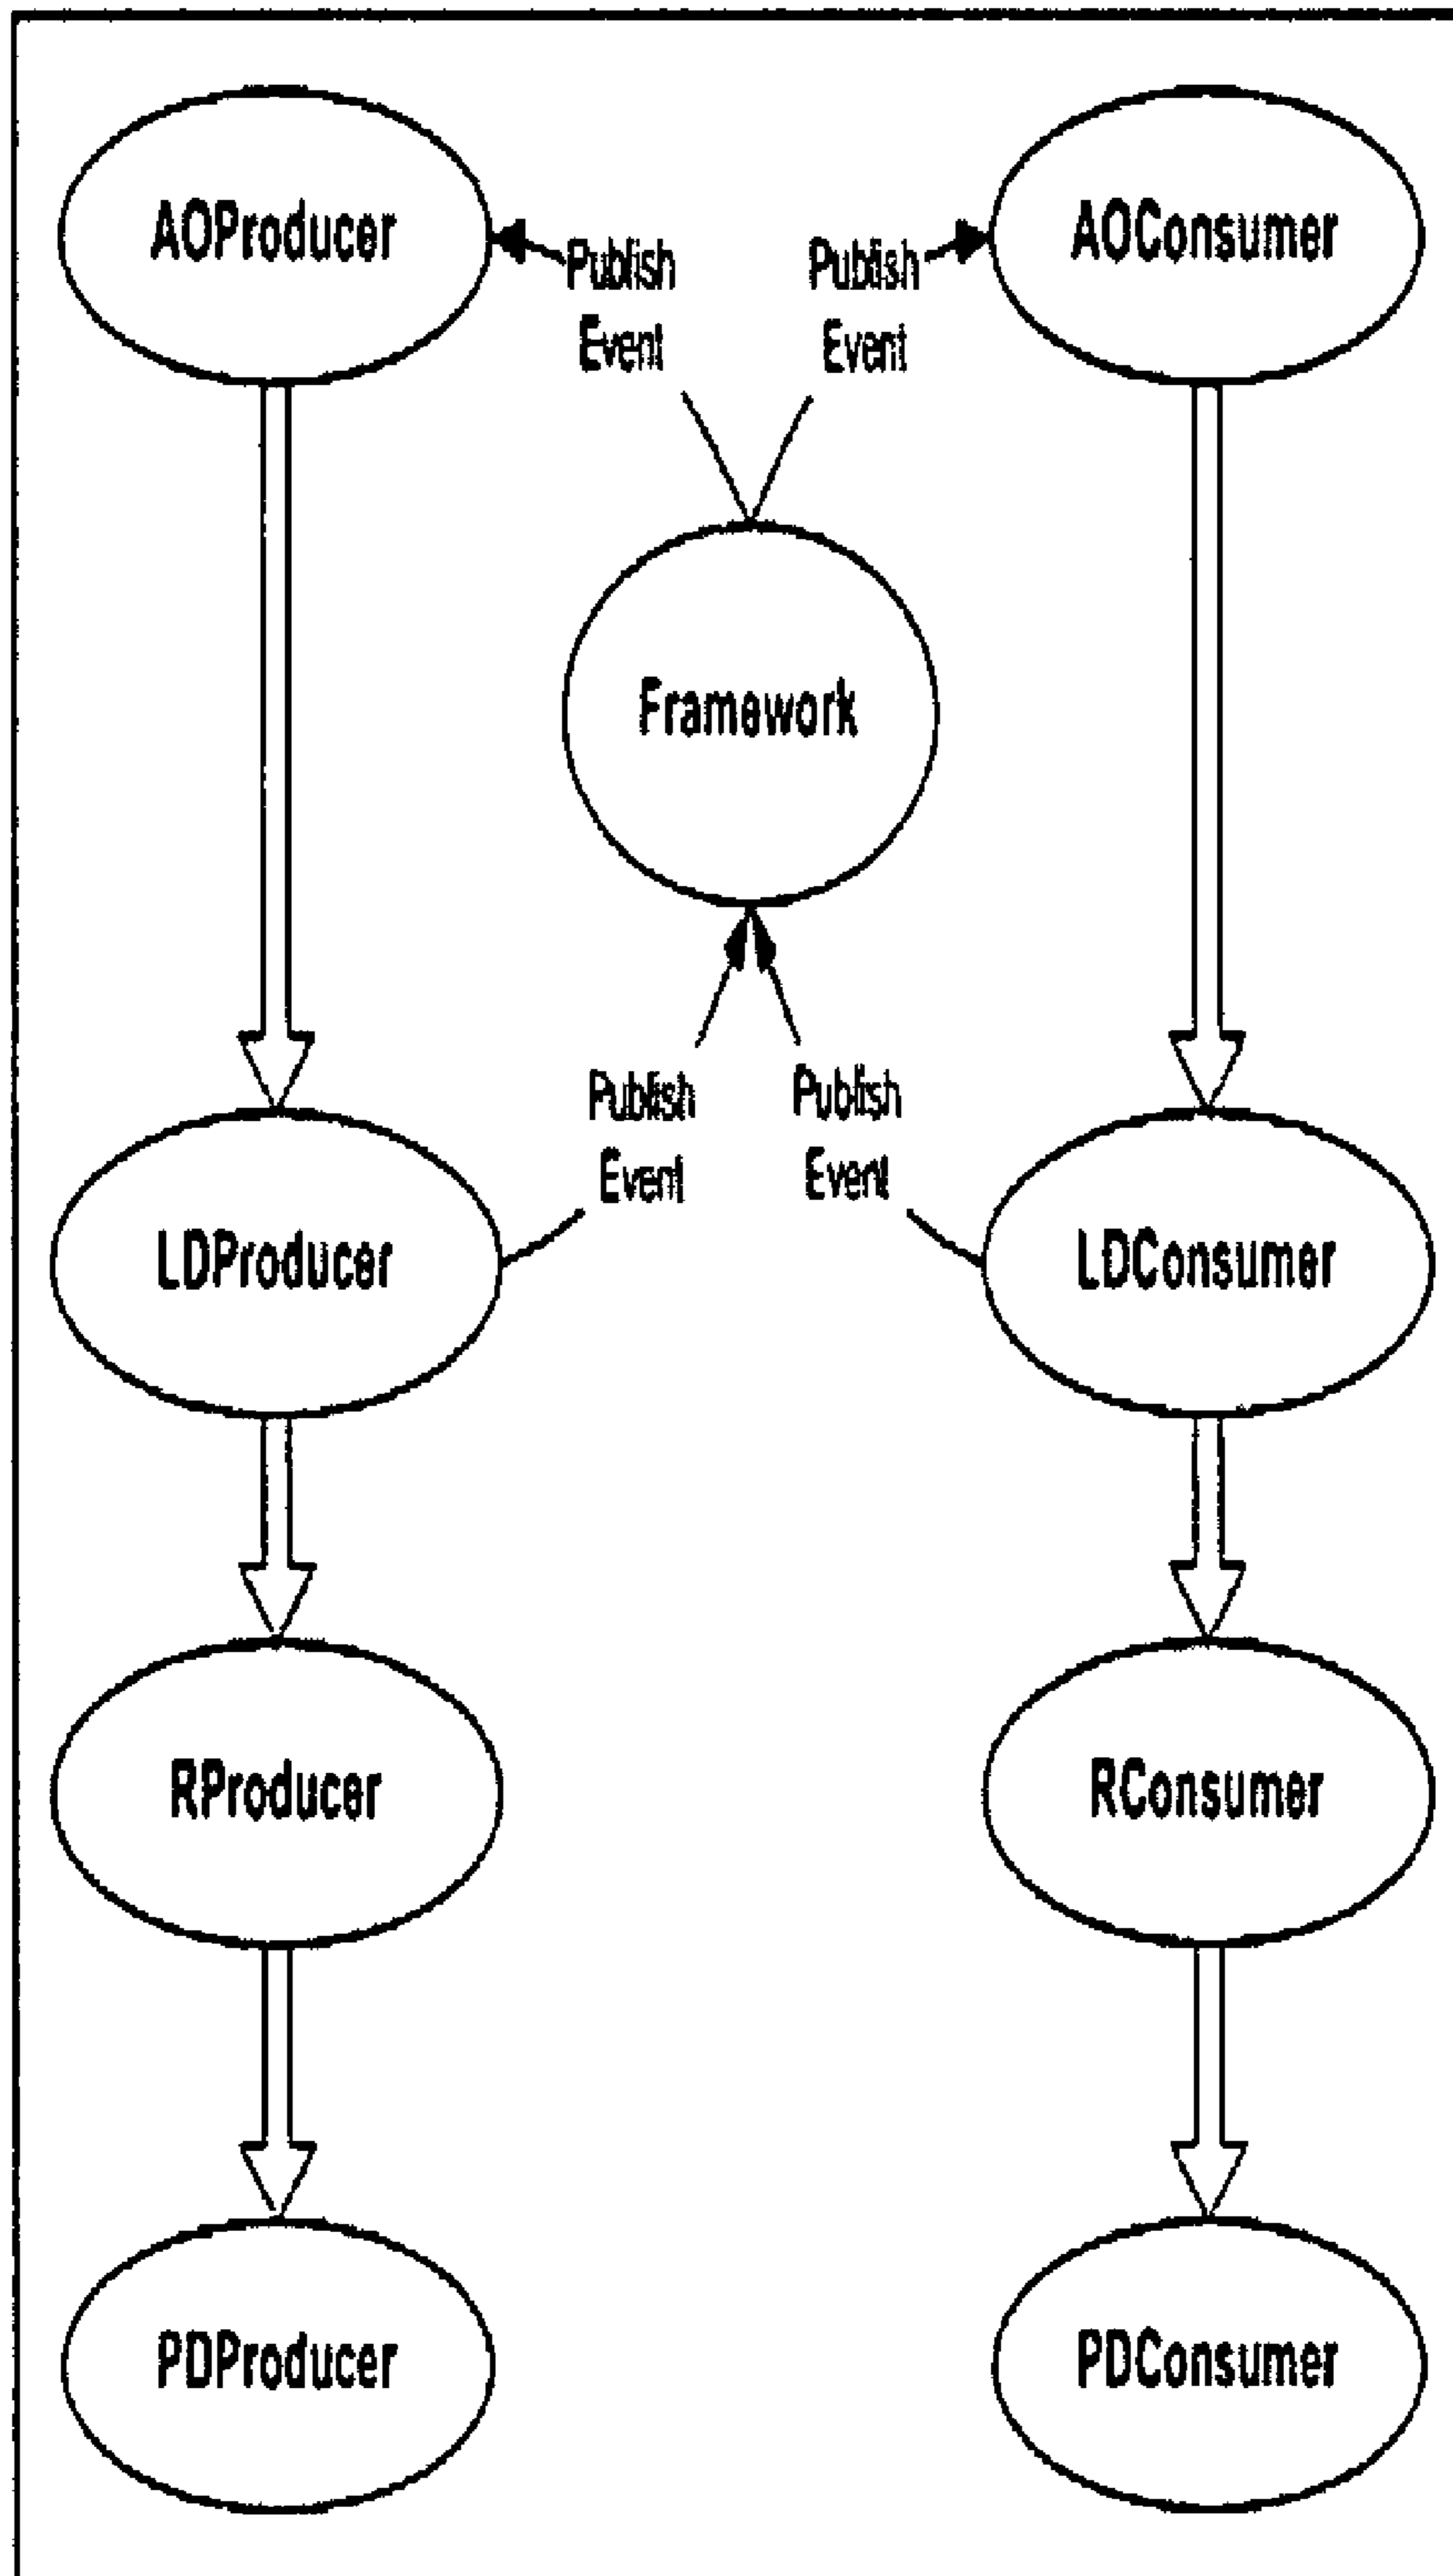 AOProducer
AOConsumer
Publish
Event
Publish
Event
Framework
Publish
Event
Publish
Event
LDProducer
LDConsumer
RProducer
RConsumer
PDProducer
PDConsumer